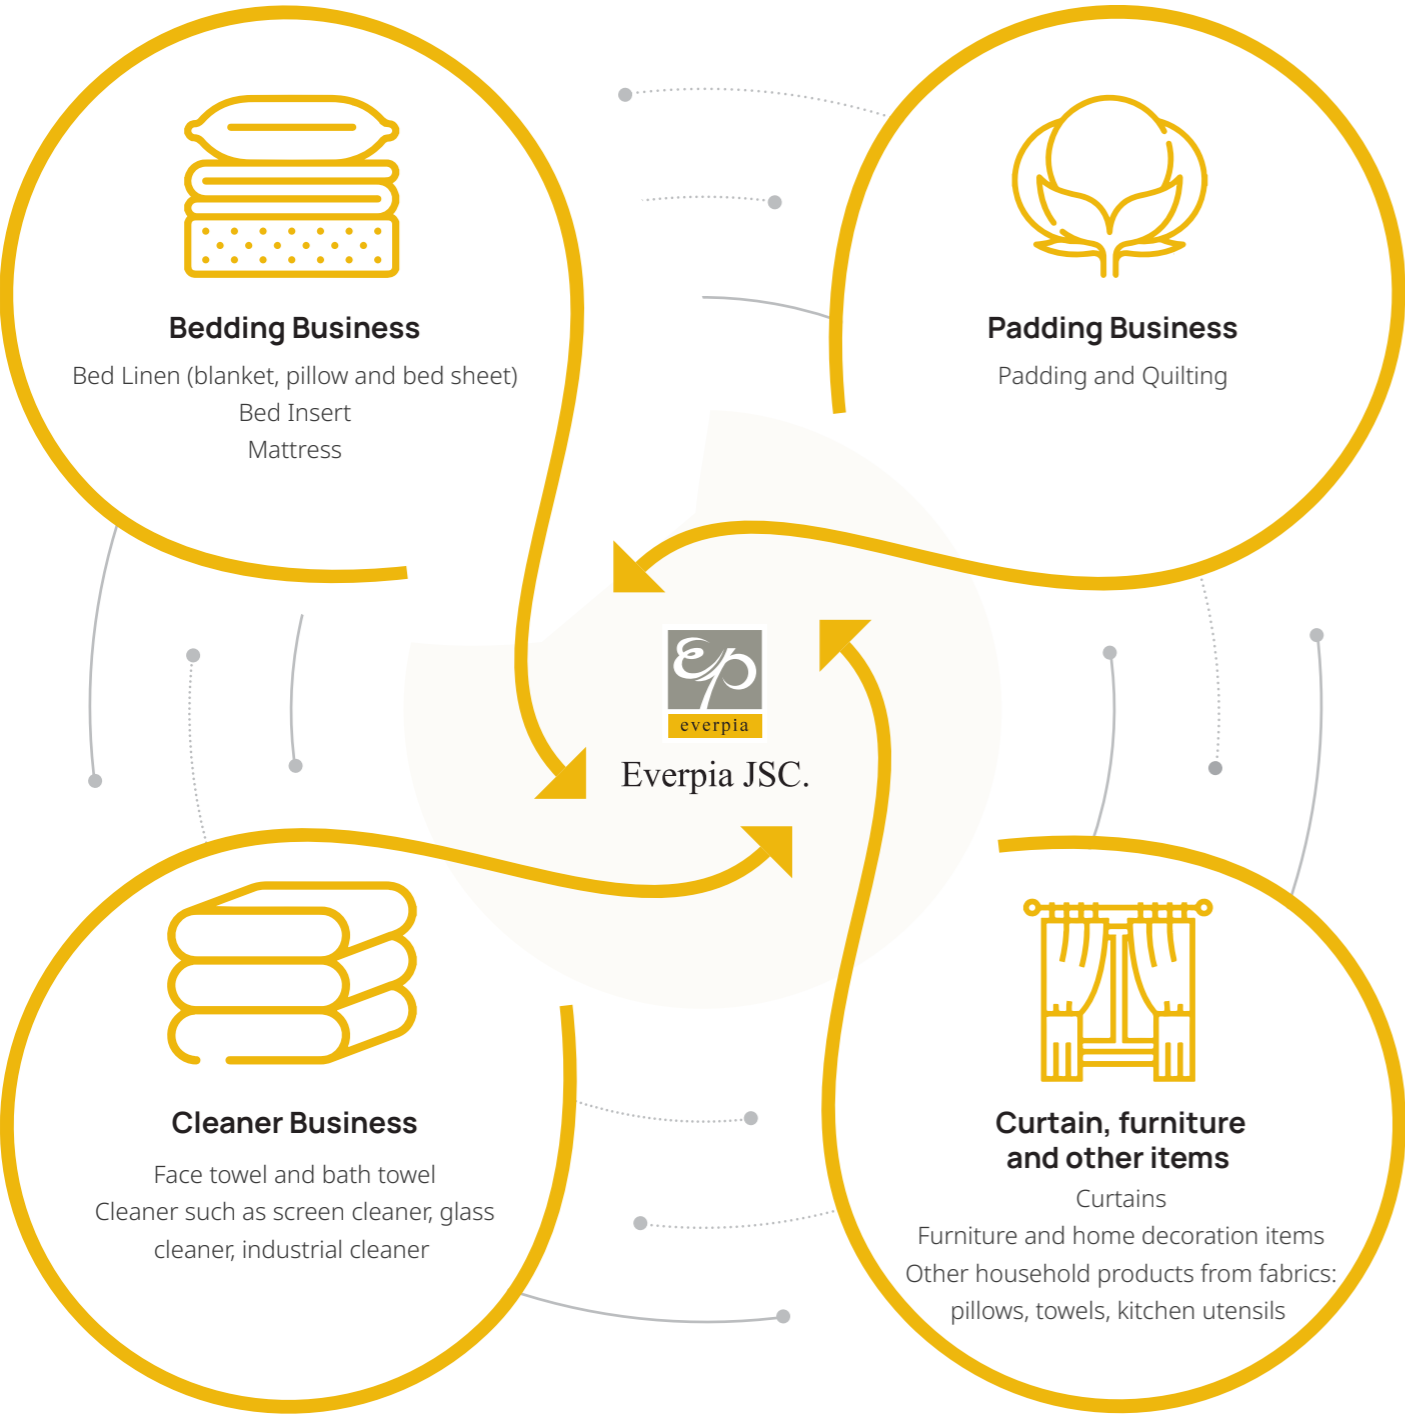 Bedding Business
Bed Linen (blanket, pillow and bed sheet)
Bed Insert
Mattress
Padding Business
Padding and Quilting
ep
everpia
Everpia JSC.
Cleaner Business
Face towel and bath towel
Cleaner such as screen cleaner, glass
cleaner, industrial cleaner
Curtain, furniture
and other items
Curtains
Furniture and home decoration items
Other household products from fabrics:
pillows, towels, kitchen utensils